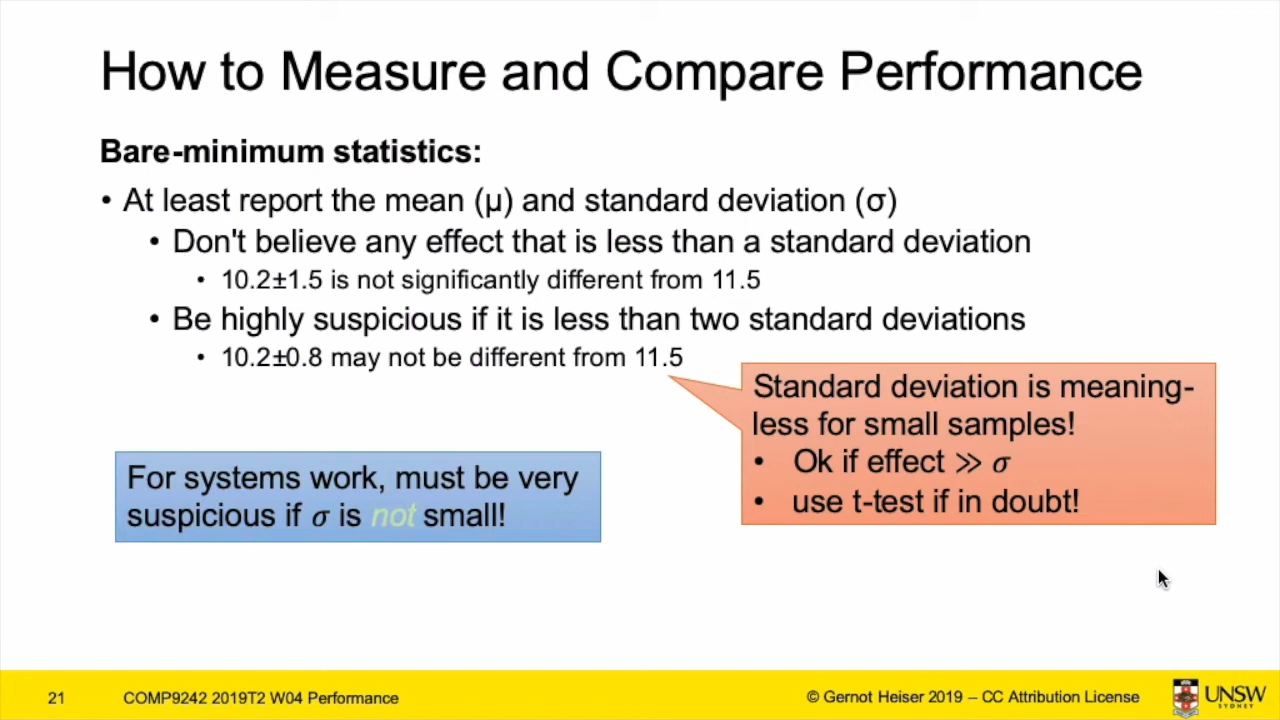 How to Measure and Compare Performance
Bare-minimum statistics:
• At least report the mean (µ) and standard deviation (σ)
• Don't believe any effect that is less than a standard deviation
• 10.2±1.5 is not significantly different from 11.5
• Be highly suspicious if it is less than two standard deviations
• 10.2±0.8 may not be different from 11.5
Standard deviation is meaning-
less for small samples!
• Ok if effect ≫ σ
• use t-test if in doubt!
For systems work, must be very
suspicious if σ is not small!
21 COMP9242 2019T2 W04 Performance © Gernot Heiser 2019 – CC Attribution License
UNSW
SYDNEY